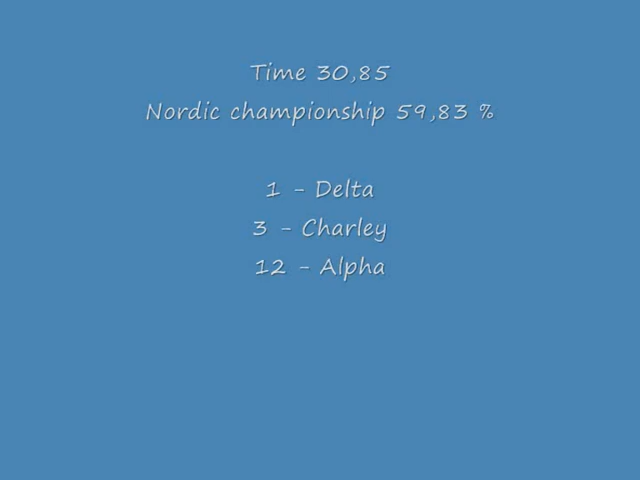 Time 30,85
Nordic championship 59,83 %
1 - Delta
3 - Charley
12 - Alpha